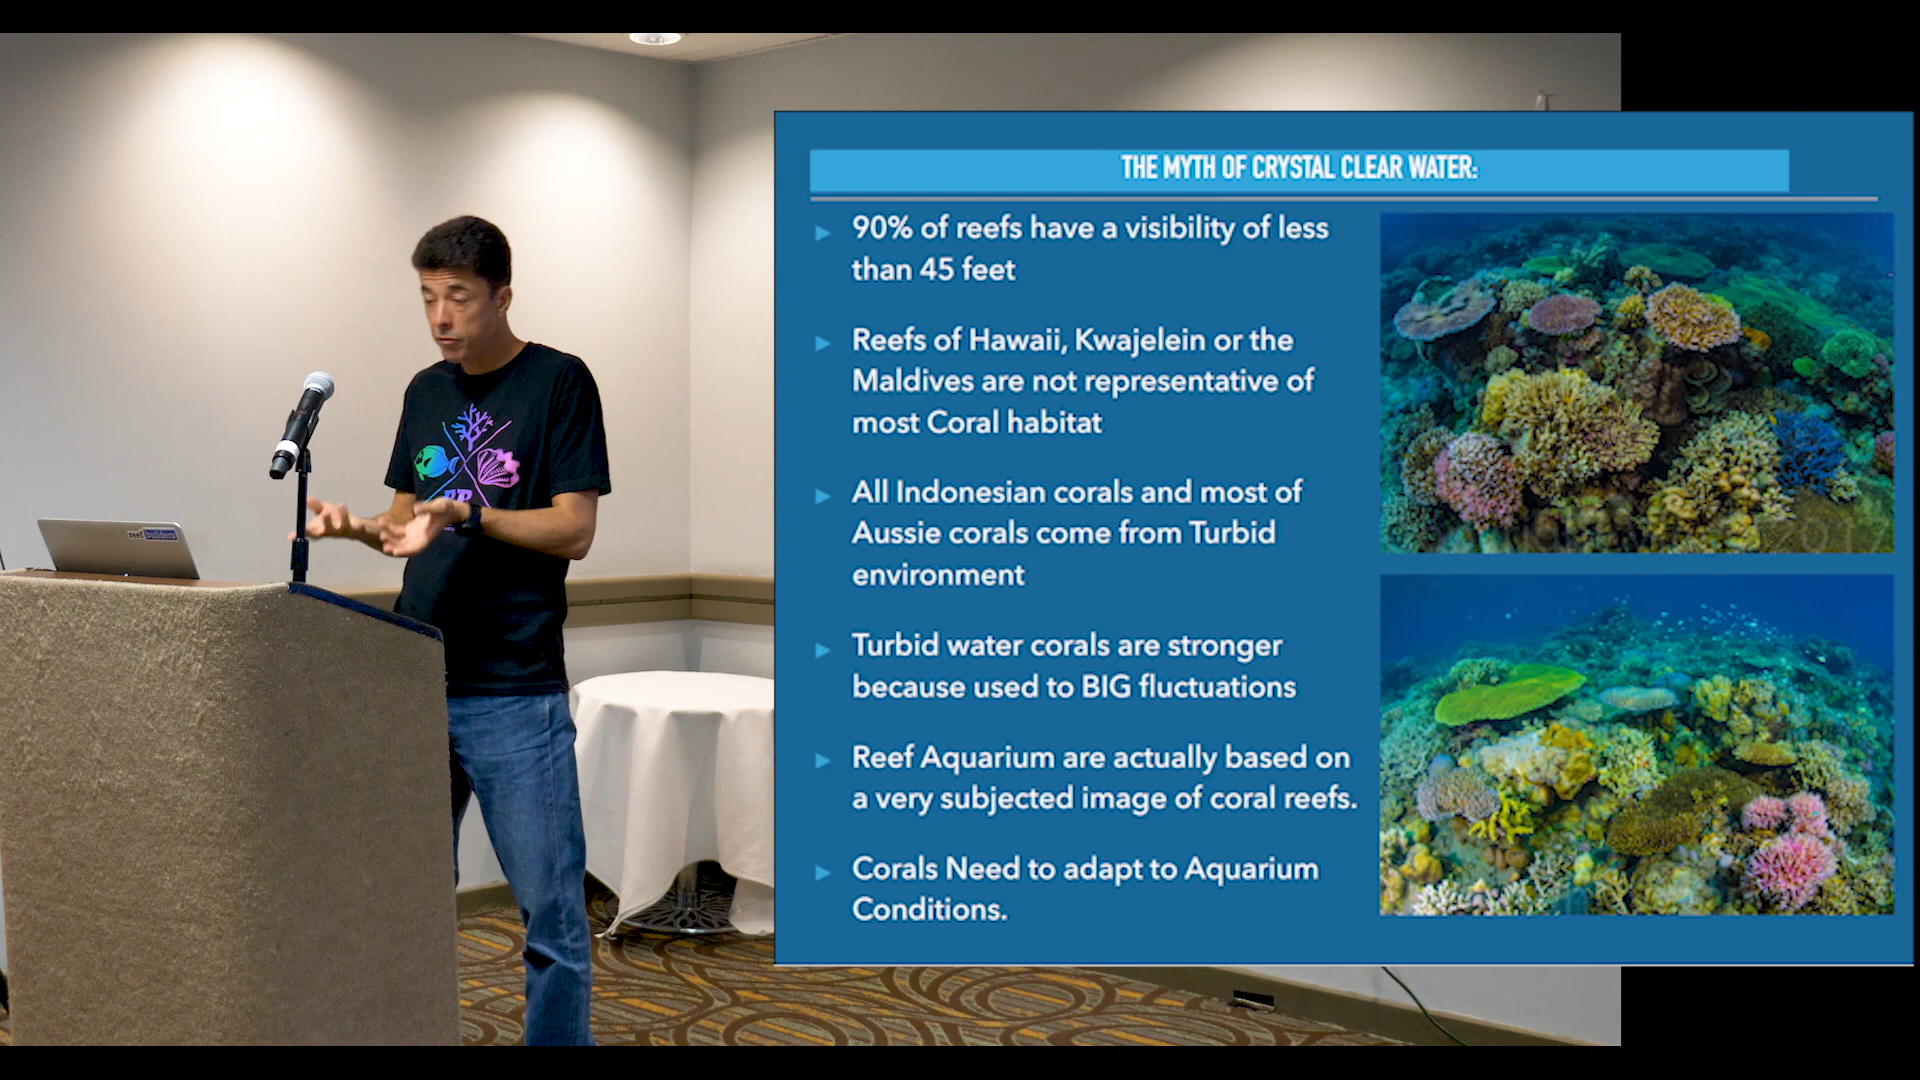 THE MYTH OF CRYSTAL CLEAR WATER:
90% of reefs have a visibility of less
than 45 feet
Reefs of Hawaii, Kwajelein or the
Maldives are not representative of
most Coral habitat
All Indonesian corals and most of
Aussie corals come from Turbid
environment
Turbid water corals are stronger
because used to BIG fluctuations
Reef Aquarium are actually based on
a very subjected image of coral reefs.
Corals Need to adapt to Aquarium
Conditions.
2017
reef builders